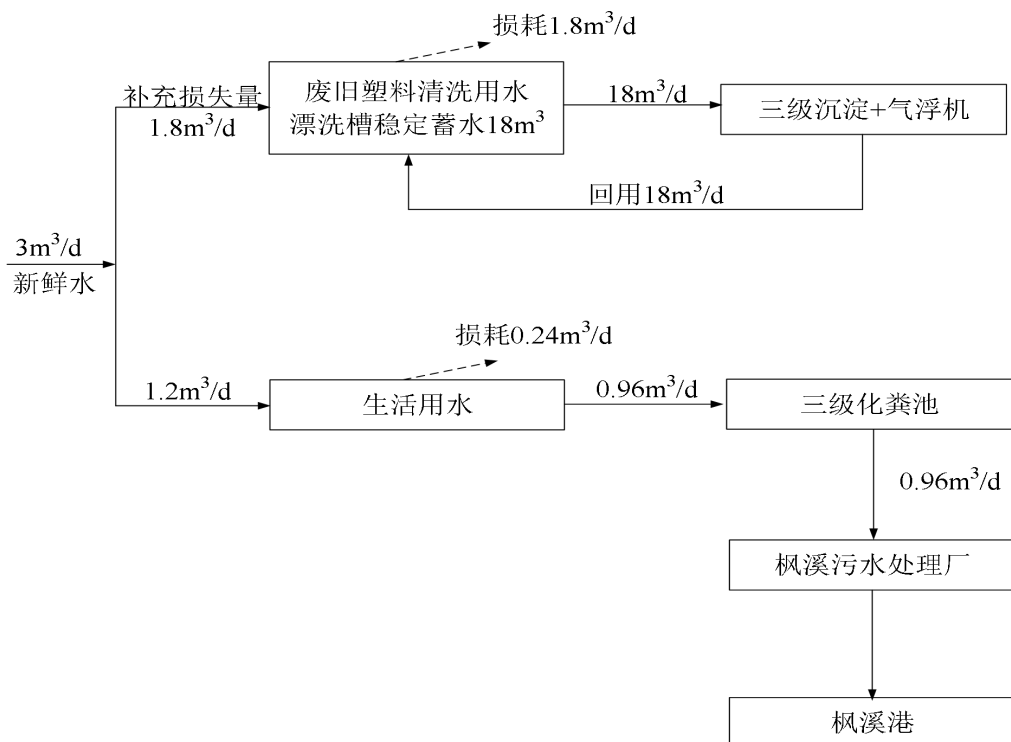 损耗1.8m³/d
补充损失量
1.8m³/d
废旧塑料清洗用水
漂洗槽稳定蓄水18m³
18m³/d
三级沉淀+气浮机
回用18m³/d
3m³/d
新鲜水
损耗0.24m³/d
1.2m³/d
生活用水
0.96m³/d
三级化粪池
0.96m³/d
枫溪污水处理厂
枫溪港